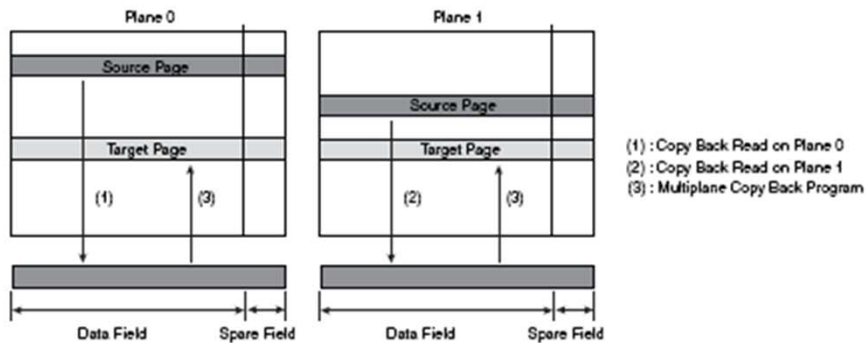 Plane 0
Plane 1
Source Page
Source Page
Target Page
Target Page
(1)
(3)
(2)
(3)
(1) : Copy Back Read on Plane 0
(2) : Copy Back Read on Plane 1
(3) : Multiplane Copy Back Program
Data Field
Spare Field
Data Field
Spare Field